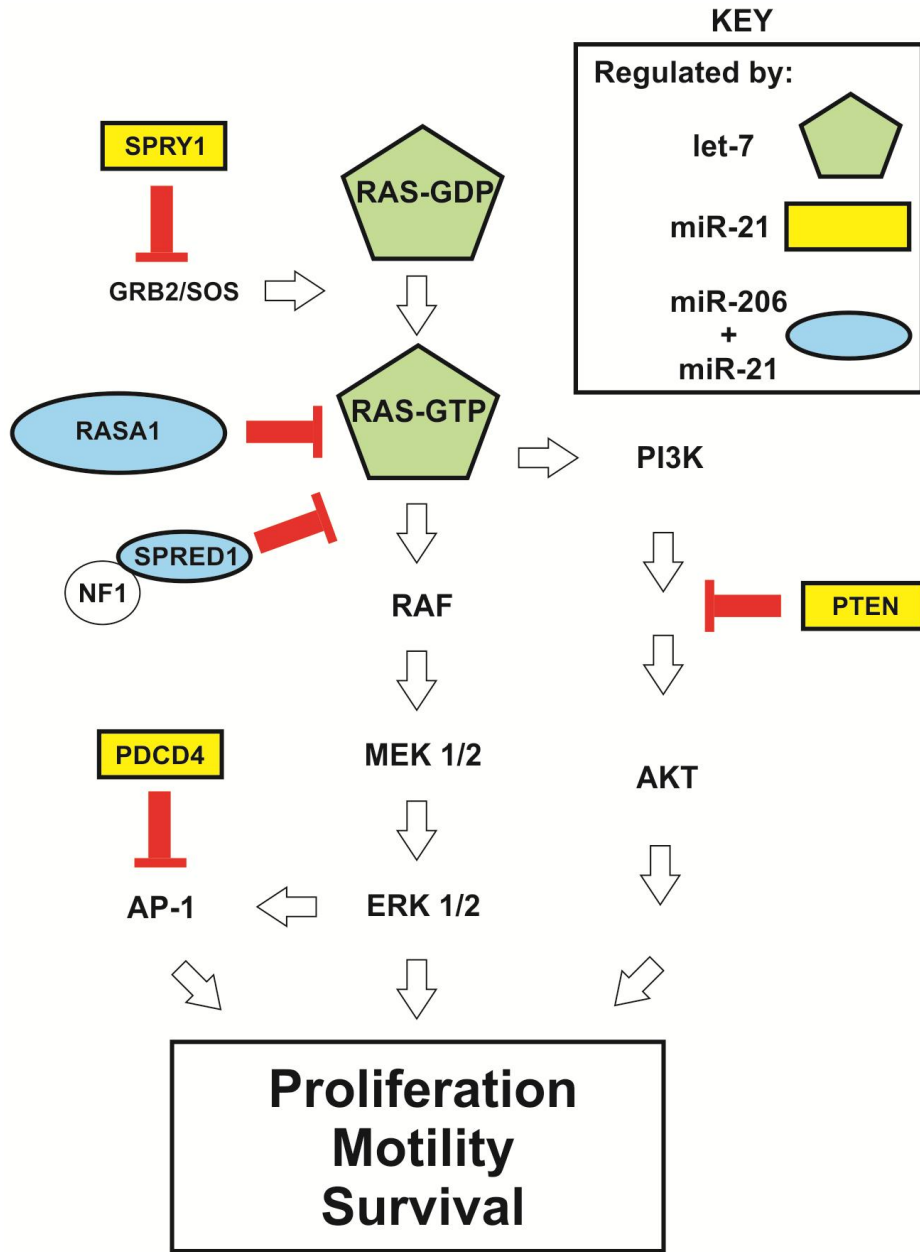 KEY
Regulated by:
let-7
miR-21
miR-206
+
miR-21
SPRY1
RAS-GDP
GRB2/SOS
RASA1
RAS-GTP
PI3K
SPRED1
NF1
RAF
PTEN
PDCD4
MEK 1/2
AKT
AP-1
ERK 1/2
Proliferation
Motility
Survival